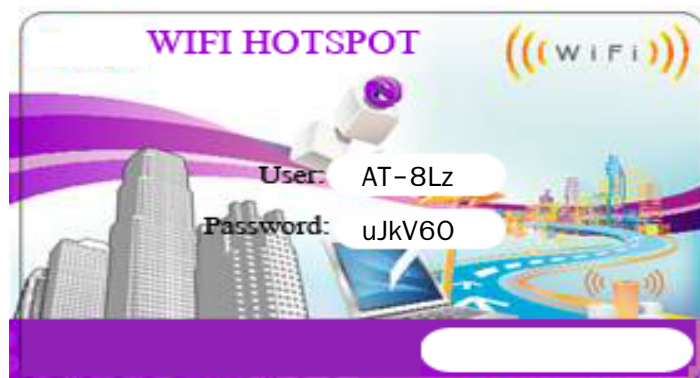 WIFI HOTSPOT
(((WiFi)))
User: AT-8Lz
Password: uJkV60